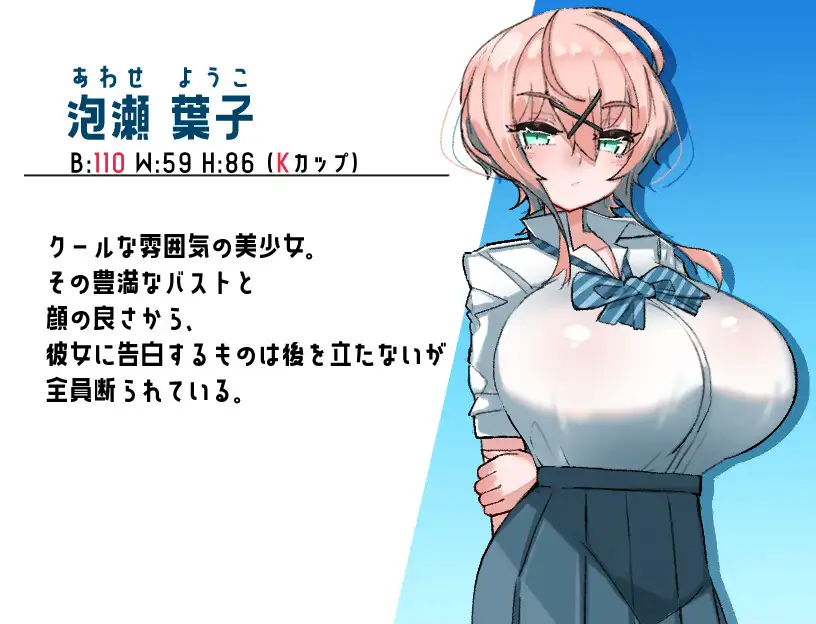 あわせ ようこ
泡瀬 葉子
B:110 W:59 H:86 (Kカップ)
クールな雰囲気の美少女。
その豊満なバストと
顔の良さから、
彼女に告白するものは後を立たないが
全員断られている。